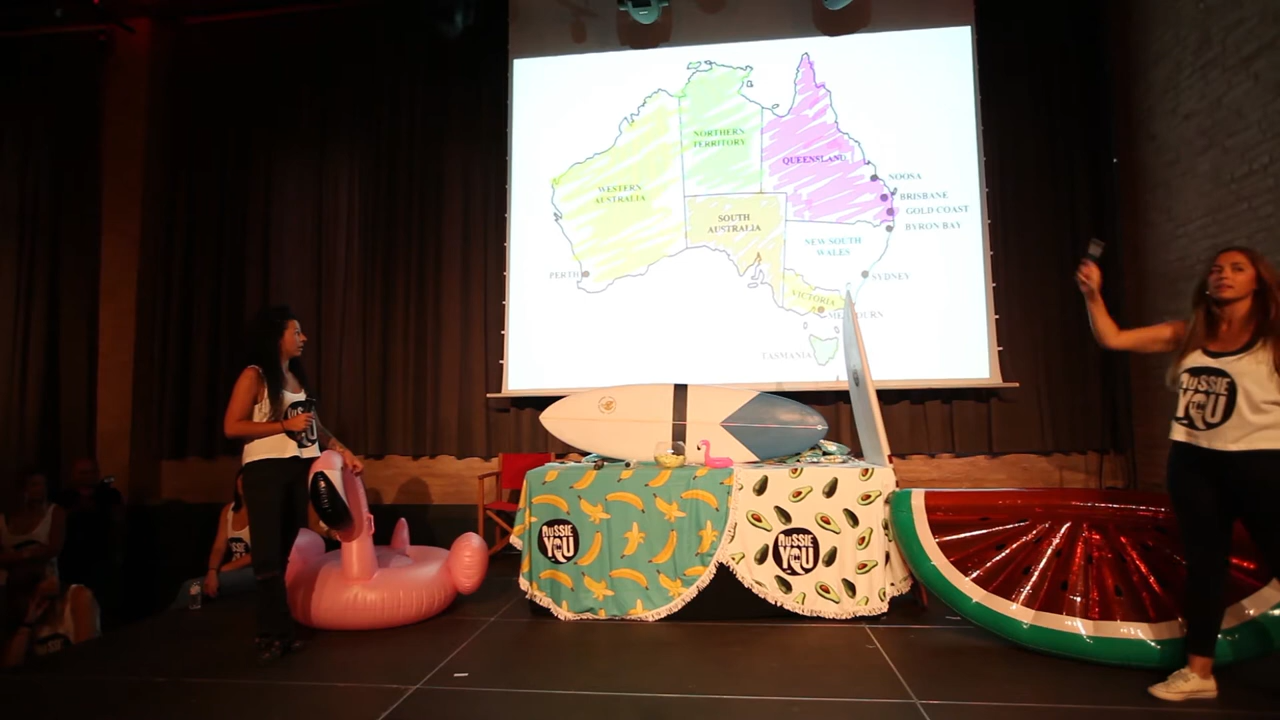 NORTHERN
TERRITORY
QUEENSLAND
NOOSA
WESTERN
AUSTRALIA
BRISBANE
GOLD COAST
SOUTH
AUSTRALIA
BYRON BAY
NEW SOUTH
WALES
PERTH
SYDNEY
VICTORIA
TASMANIA
AUSSIE
YOU
AUSSIE
YOU
AUSSIE
YOU